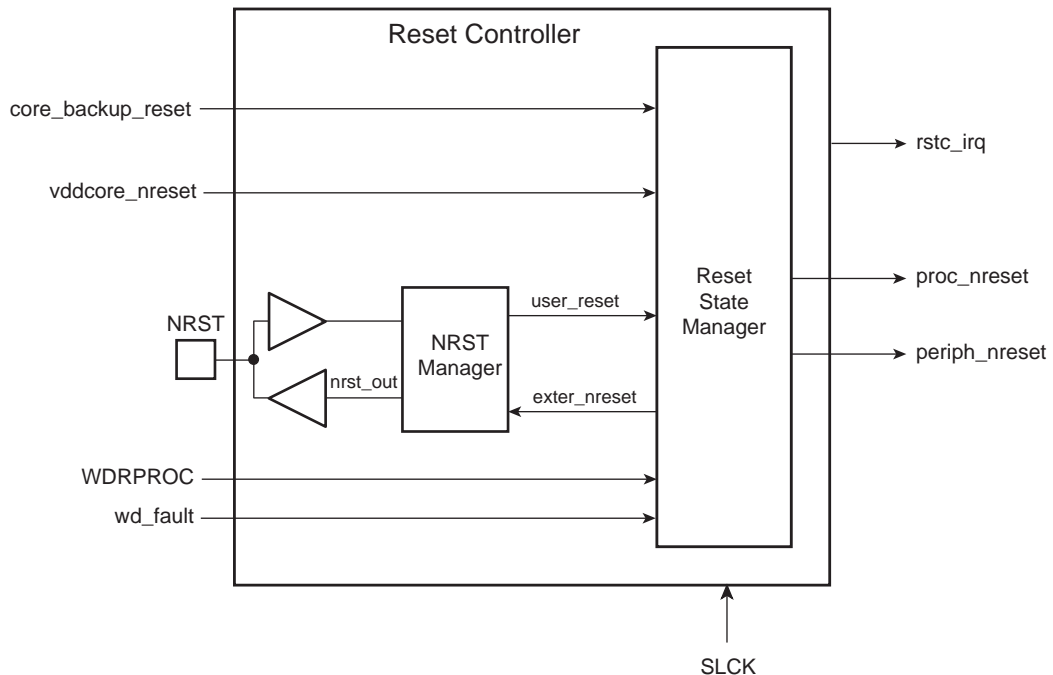 Reset Controller
core_backup_reset
rstc_irq
vddcore_nreset
Reset
State
Manager
proc_nreset
user_reset
NRST
NRST
Manager
periph_nreset
nrst_out
exter_nreset
WDRPROC
wd_fault
SLCK